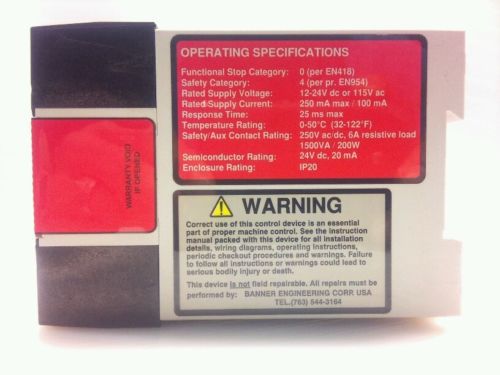 OPERATING SPECIFICATIONS
Functional Stop Category: 0 (per EN418)
Safety Category: 4 (per pr. EN954)
Rated Supply Voltage: 12-24V dc or 115V ac
Rated Supply Current: 250 mA max / 100 mA
Response Time: 25 ms max
Temperature Rating: 0-50°C (32-122°F)
Safety/Aux Contact Rating: 250V ac/dc, 6A resistive load
1500VA / 200W
Semiconductor Rating: 24V dc, 20 mA
Enclosure Rating: IP20
WARRANTY VOID
IF OPENED
WARNING
Correct use of this control device is an essential
part of proper machine control. See the instruction
manual packed with this device for all installation
details, wiring diagrams, operating instructions,
periodic checkout procedures and warnings. Failure
to follow all instructions or warnings could lead to
serious bodily injury or death.
This device is not field repairable. All repairs must be
performed by: BANNER ENGINEERING CORP. USA
TEL.(763) 544-3164